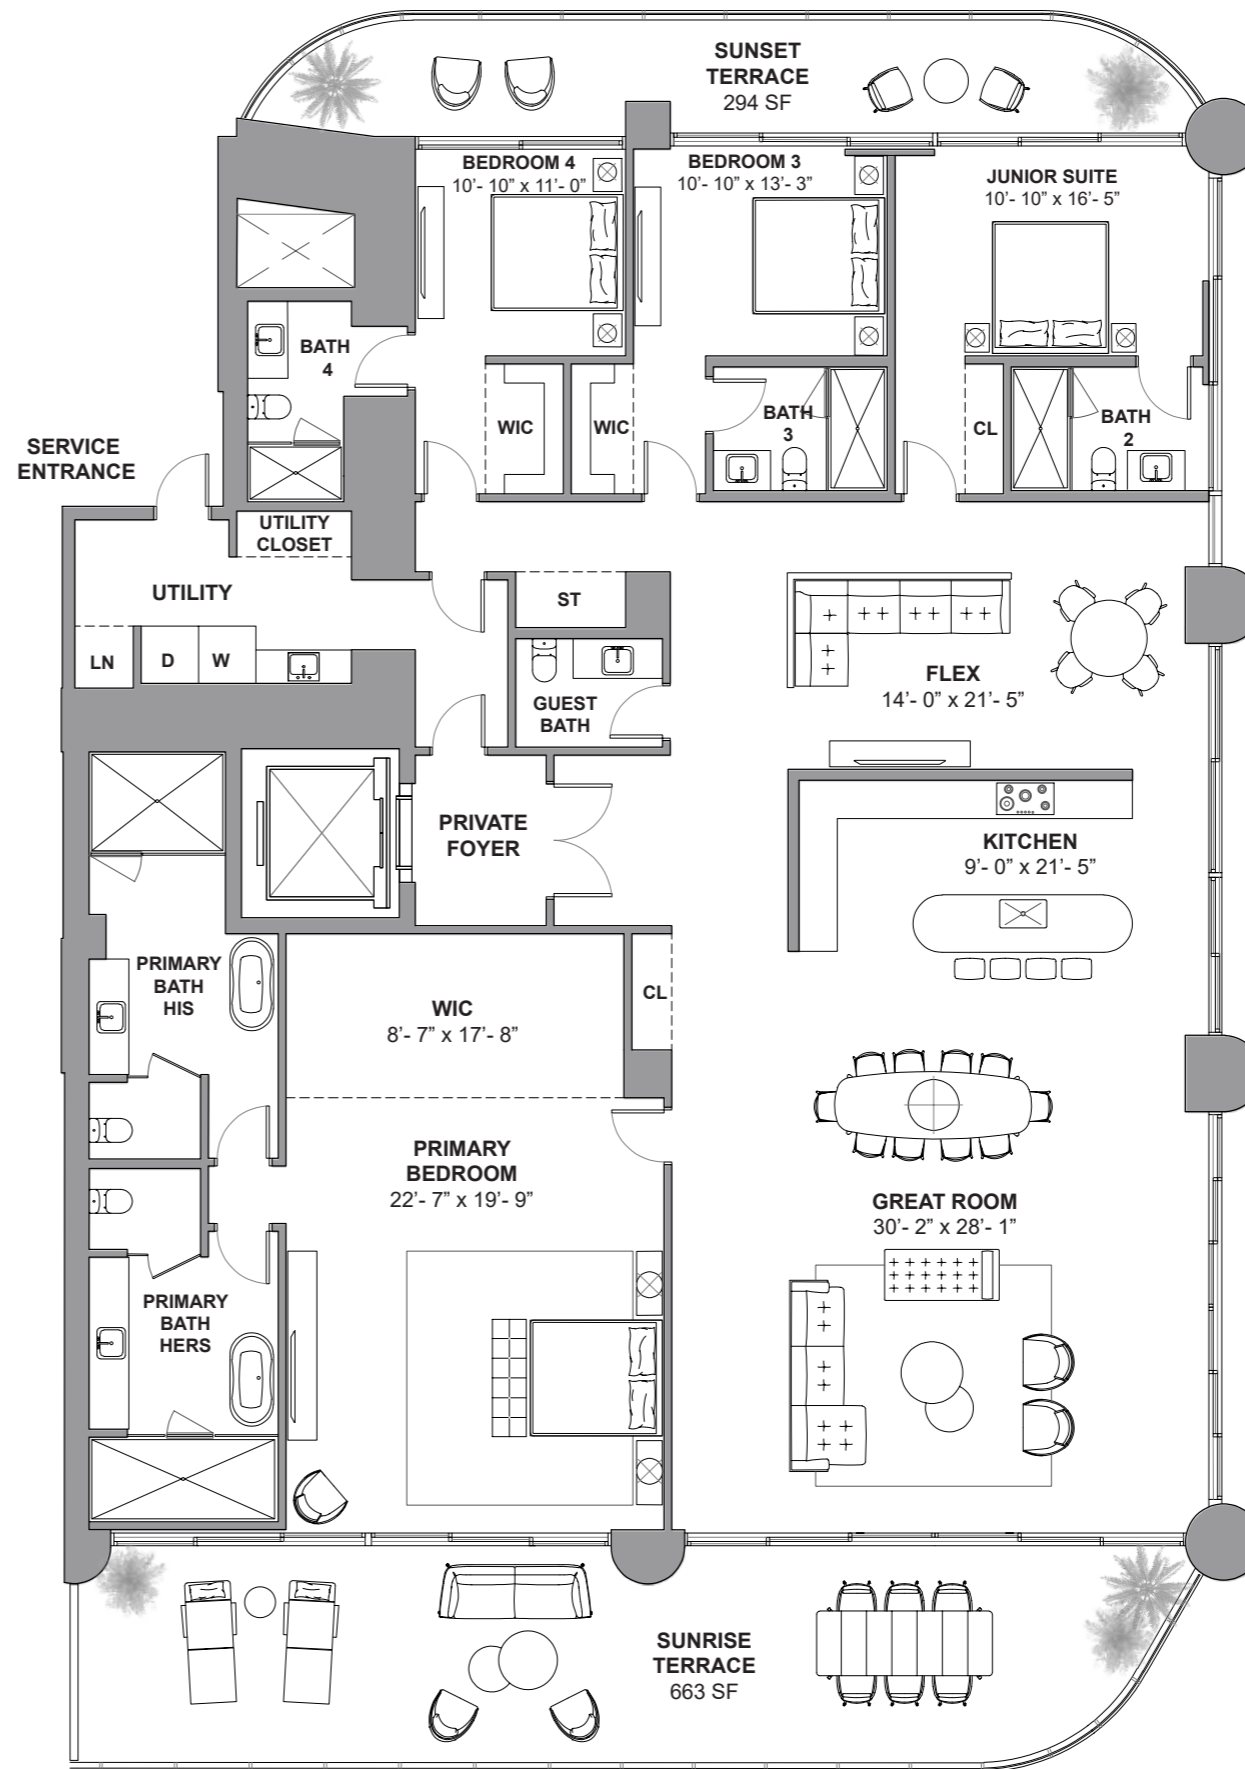 SUNSET
TERRACE
294 SF
BEDROOM 4
10’- 10” x 11’- 0”
BEDROOM 3
10’- 10” x 13’- 3”
JUNIOR SUITE
10’- 10” x 16’- 5”
BATH
4
WIC
WIC
BATH
3
CL
BATH
2
SERVICE
ENTRANCE
UTILITY
CLOSET
UTILITY
ST
LN
D
W
GUEST
BATH
FLEX
14’- 0” x 21’- 5”
PRIVATE
FOYER
KITCHEN
9’- 0” x 21’- 5”
PRIMARY
BATH
HIS
WIC
8’- 7” x 17’- 8”
CL
PRIMARY
BEDROOM
22’- 7” x 19’- 9”
GREAT ROOM
30’- 2” x 28’- 1”
PRIMARY
BATH
HERS
SUNRISE
TERRACE
663 SF